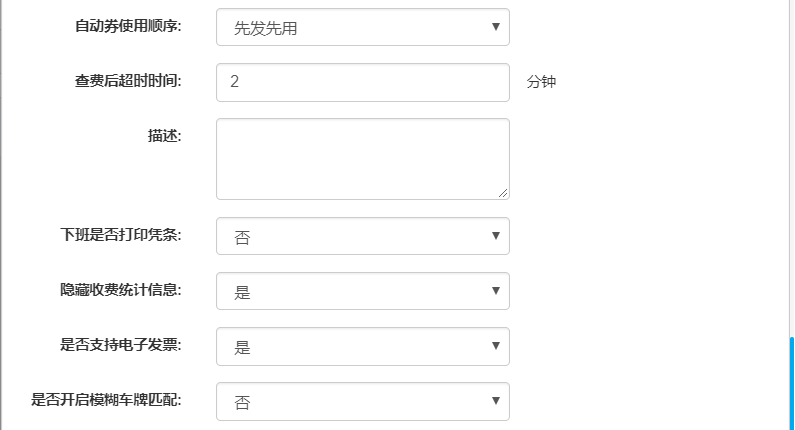 自动券使用顺序: 先发先用
查费后超时时间: 2 分钟
描述:
下班是否打印凭条: 否
隐藏收费统计信息: 是
是否支持电子发票: 是
是否开启模糊车牌匹配: 否